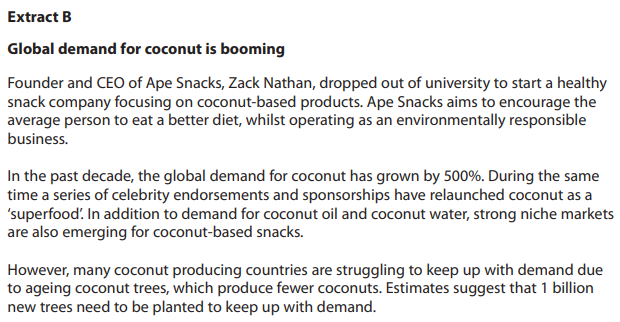 Extract B
Global demand for coconut is booming
Founder and CEO of Ape Snacks, Zack Nathan, dropped out of university to start a healthy
snack company focusing on coconut-based products. Ape Snacks aims to encourage the
average person to eat a better diet, whilst operating as an environmentally responsible
business.
In the past decade, the global demand for coconut has grown by 500%. During the same
time a series of celebrity endorsements and sponsorships have relaunched coconut as a
‘superfood’. In addition to demand for coconut oil and coconut water, strong niche markets
are also emerging for coconut-based snacks.
However, many coconut producing countries are struggling to keep up with demand due
to ageing coconut trees, which produce fewer coconuts. Estimates suggest that 1 billion
new trees need to be planted to keep up with demand.